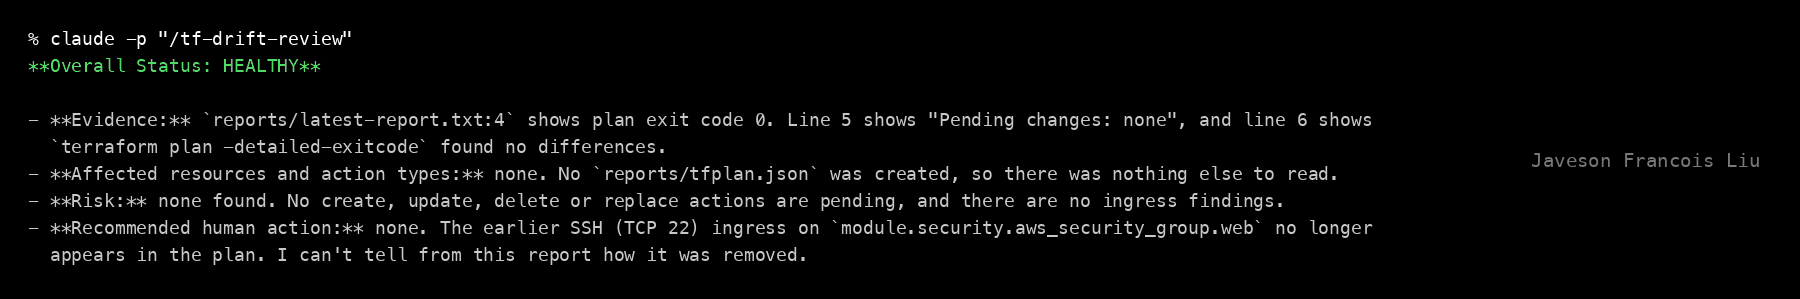 % claude -p "/tf-drift-review"
**Overall Status: HEALTHY**
- **Evidence:** `reports/latest-report.txt:4` shows plan exit code 0. Line 5 shows "Pending changes: none", and line 6 shows
`terraform plan -detailed-exitcode` found no differences.
- **Affected resources and action types:** none. No `reports/tfplan.json` was created, so there was nothing else to read.
- **Risk:** none found. No create, update, delete or replace actions are pending, and there are no ingress findings.
- **Recommended human action:** none. The earlier SSH (TCP 22) ingress on `module.security.aws_security_group.web` no longer
appears in the plan. I can't tell from this report how it was removed.
Javeson Francois Liu